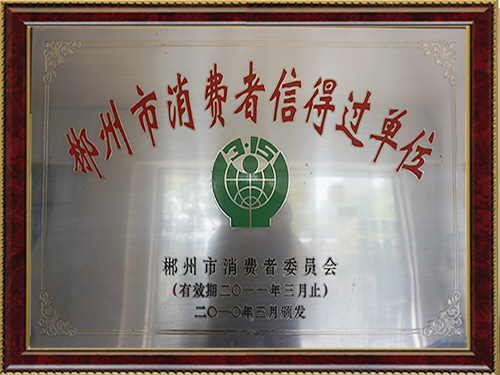 郴州市消费者信得过单位
3·15
郴州市消费者委员会
(有效期二〇一一年三月止)
二〇一〇年三月颁发